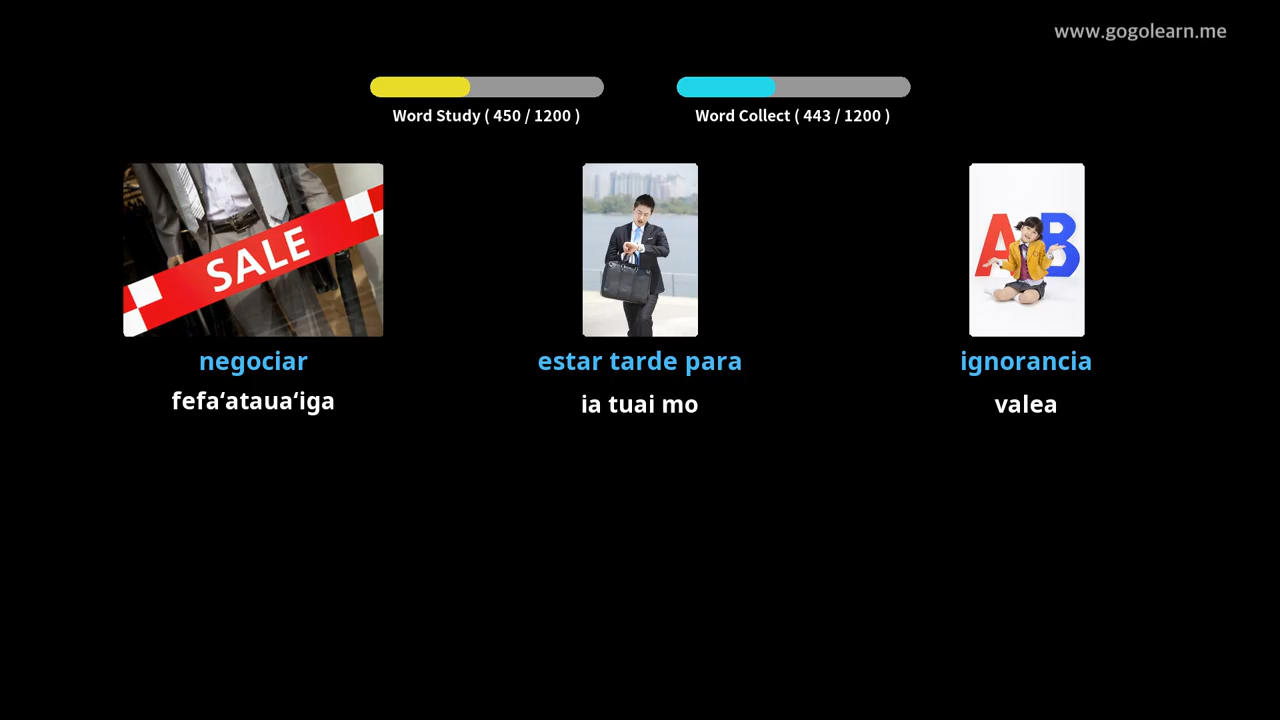 www.gogolearn.me
Word Study ( 450 / 1200 )
Word Collect ( 443 / 1200 )
SALE
A B
negociar
estar tarde para
ignorancia
fefaʻatauaʻiga
ia tuai mo
valea